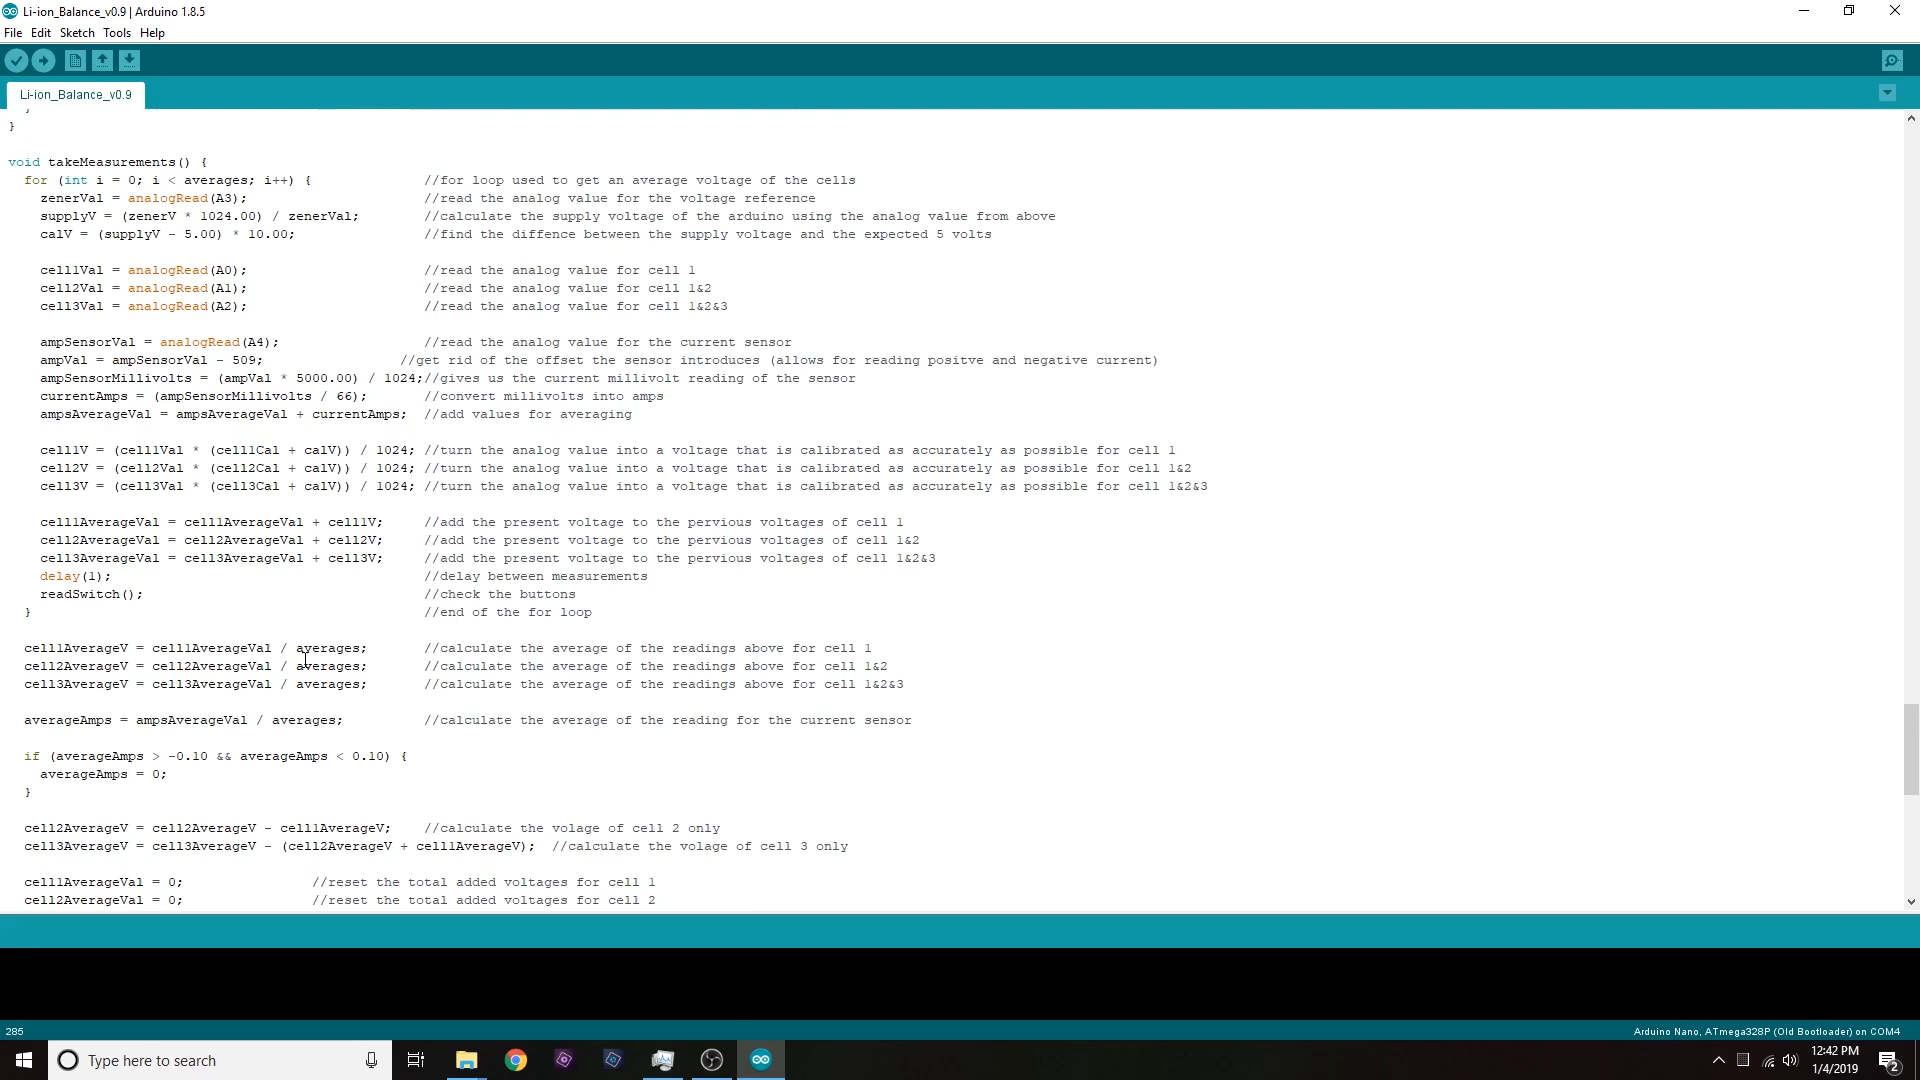 Li-ion_Balance_v0.9 | Arduino 1.8.5
File Edit Sketch Tools Help
Li-ion_Balance_v0.9
}
}
void takeMeasurements() {
for (int i = 0; i < averages; i++) { //for loop used to get an average voltage of the cells
zenerVal = analogRead(A3); //read the analog value for the voltage reference
supplyV = (zenerV * 1024.00) / zenerVal; //calculate the supply voltage of the arduino using the analog value from above
calV = (supplyV - 5.00) * 10.00; //find the diffence between the supply voltage and the expected 5 volts
cell1Val = analogRead(A0); //read the analog value for cell 1
cell2Val = analogRead(A1); //read the analog value for cell 1&2
cell3Val = analogRead(A2); //read the analog value for cell 1&2&3
ampSensorVal = analogRead(A4); //read the analog value for the current sensor
ampVal = ampSensorVal - 509; //get rid of the offset the sensor introduces (allows for reading positve and negative current)
ampSensorMillivolts = (ampVal * 5000.00) / 1024;//gives us the current millivolt reading of the sensor
currentAmps = (ampSensorMillivolts / 66); //convert millivolts into amps
ampsAverageVal = ampsAverageVal + currentAmps; //add values for averaging
cell1V = (cell1Val * (cell1Cal + calV)) / 1024; //turn the analog value into a voltage that is calibrated as accurately as possible for cell 1
cell2V = (cell2Val * (cell2Cal + calV)) / 1024; //turn the analog value into a voltage that is calibrated as accurately as possible for cell 1&2
cell3V = (cell3Val * (cell3Cal + calV)) / 1024; //turn the analog value into a voltage that is calibrated as accurately as possible for cell 1&2&3
cell1AverageVal = cell1AverageVal + cell1V; //add the present voltage to the pervious voltages of cell 1
cell2AverageVal = cell2AverageVal + cell2V; //add the present voltage to the pervious voltages of cell 1&2
cell3AverageVal = cell3AverageVal + cell3V; //add the present voltage to the pervious voltages of cell 1&2&3
delay(1); //delay between measurements
readSwitch(); //check the buttons
} //end of the for loop
cell1AverageV = cell1AverageVal / averages; //calculate the average of the readings above for cell 1
cell2AverageV = cell2AverageVal / averages; //calculate the average of the readings above for cell 1&2
cell3AverageV = cell3AverageVal / averages; //calculate the average of the readings above for cell 1&2&3
averageAmps = ampsAverageVal / averages; //calculate the average of the reading for the current sensor
if (averageAmps > -0.10 && averageAmps < 0.10) {
averageAmps = 0;
}
cell2AverageV = cell2AverageV - cell1AverageV; //calculate the volage of cell 2 only
cell3AverageV = cell3AverageV - (cell2AverageV + cell1AverageV); //calculate the volage of cell 3 only
cell1AverageVal = 0; //reset the total added voltages for cell 1
cell2AverageVal = 0; //reset the total added voltages for cell 2
285
Arduino Nano, ATmega328P (Old Bootloader) on COM4
Type here to search
12:42 PM
1/4/2019
2